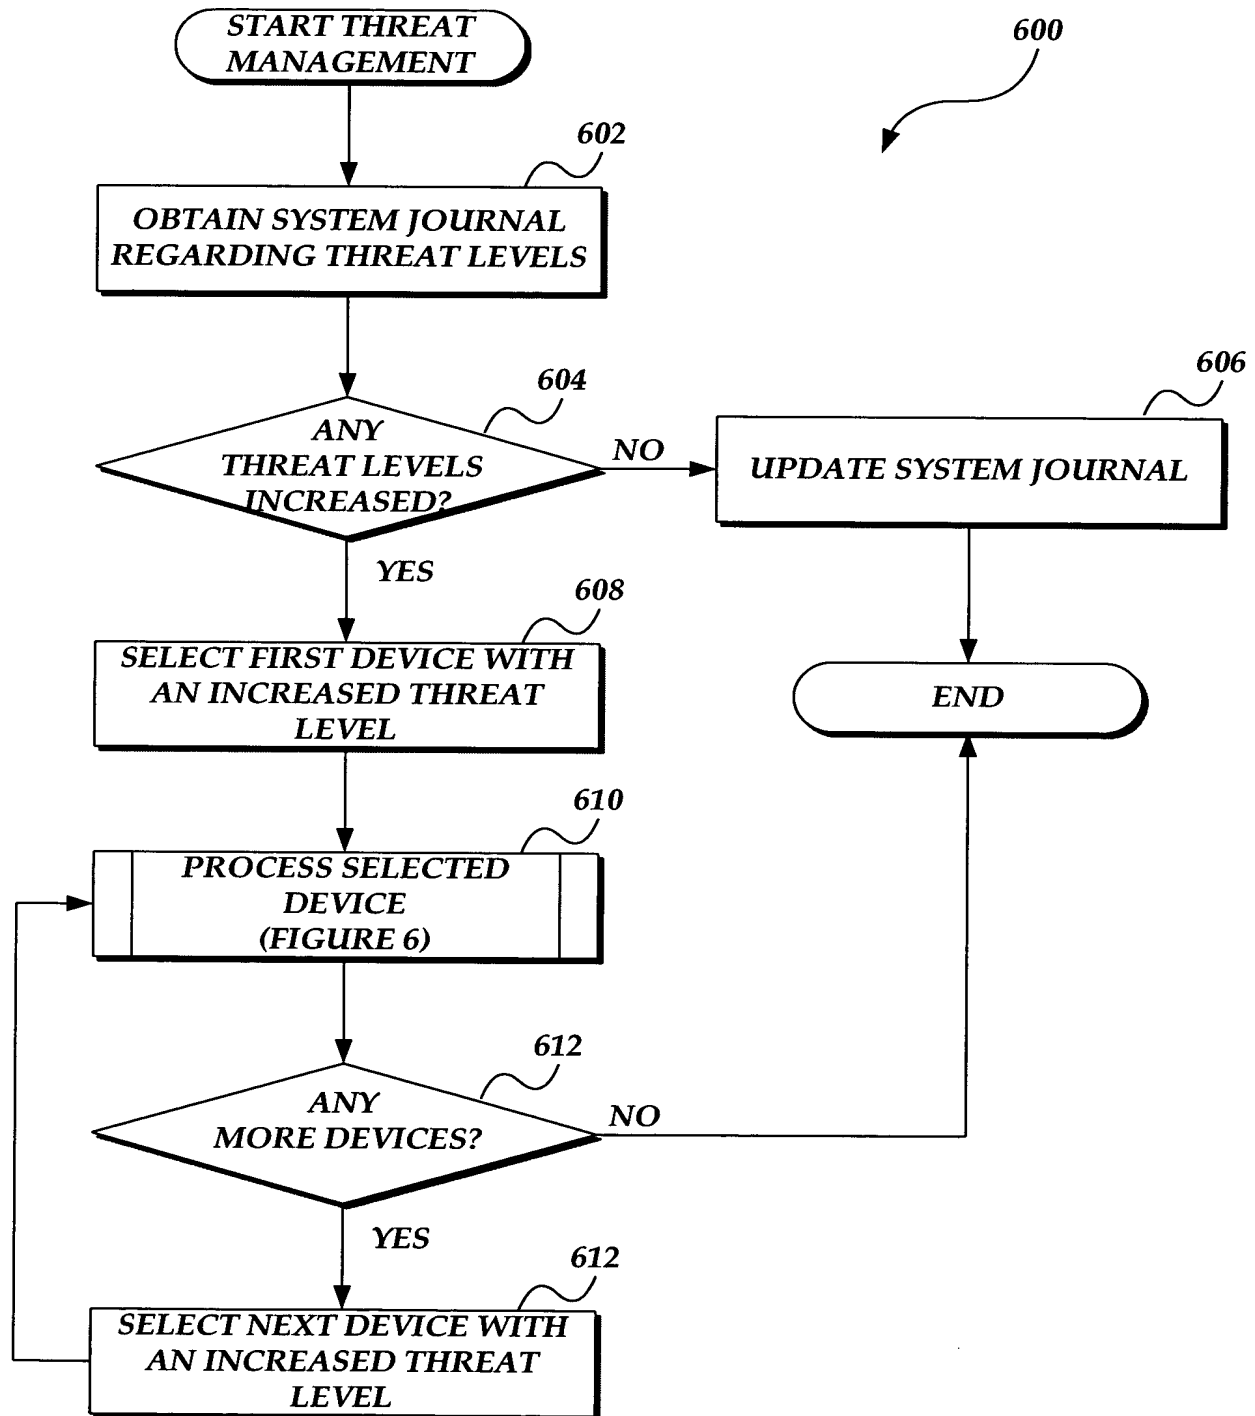 START THREAT
MANAGEMENT
600
602
OBTAIN SYSTEM JOURNAL
REGARDING THREAT LEVELS
604
ANY
THREAT LEVELS
INCREASED?
NO
606
UPDATE SYSTEM JOURNAL
YES
608
SELECT FIRST DEVICE WITH
AN INCREASED THREAT
LEVEL
END
610
PROCESS SELECTED
DEVICE
(FIGURE 6)
612
ANY
MORE DEVICES?
NO
YES
612
SELECT NEXT DEVICE WITH
AN INCREASED THREAT
LEVEL